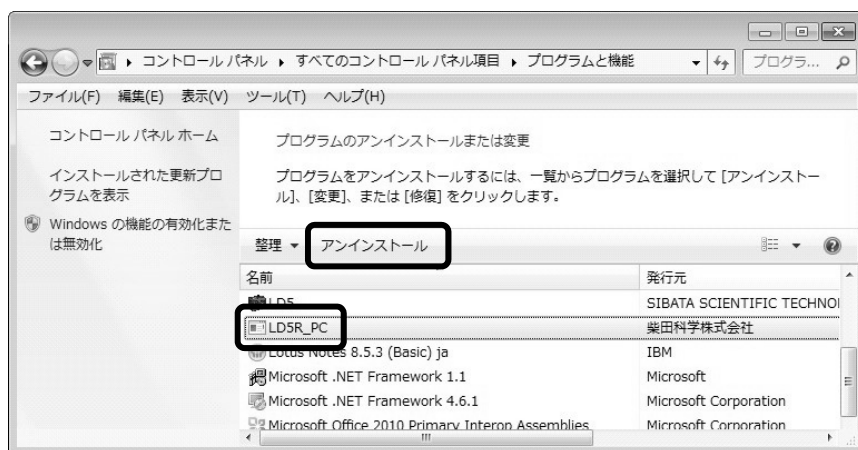 コントロール パネル ▸ すべてのコントロール パネル項目 ▸ プログラムと機能
プログラ...
ファイル(F) 編集(E) 表示(V) ツール(T) ヘルプ(H)
コントロール パネル ホーム
インストールされた更新プロ
グラムを表示
Windows の機能の有効化また
は無効化
プログラムのアンインストールまたは変更
プログラムをアンインストールするには、一覧からプログラムを選択して [アンインストー
ル]、[変更]、または [修復] をクリックします。
整理 ▼ アンインストール
名前 発行元
LD5 SIBATA SCIENTIFIC TECHNO
LD5R_PC 柴田科学株式会社
Lotus Notes 8.5.3 (Basic) ja IBM
Microsoft .NET Framework 1.1 Microsoft
Microsoft .NET Framework 4.6.1 Microsoft Corporation
Microsoft Office 2010 Primary Interop Assemblies Microsoft Corporation